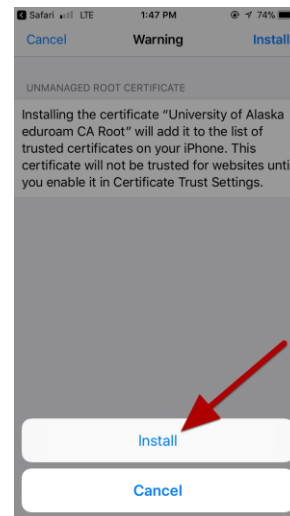 Safari LTE 1:47 PM 74%
Cancel Warning Install
UNMANAGED ROOT CERTIFICATE
Installing the certificate “University of Alaska
eduroam CA Root” will add it to the list of
trusted certificates on your iPhone. This
certificate will not be trusted for websites unti
you enable it in Certificate Trust Settings.
Install
Cancel